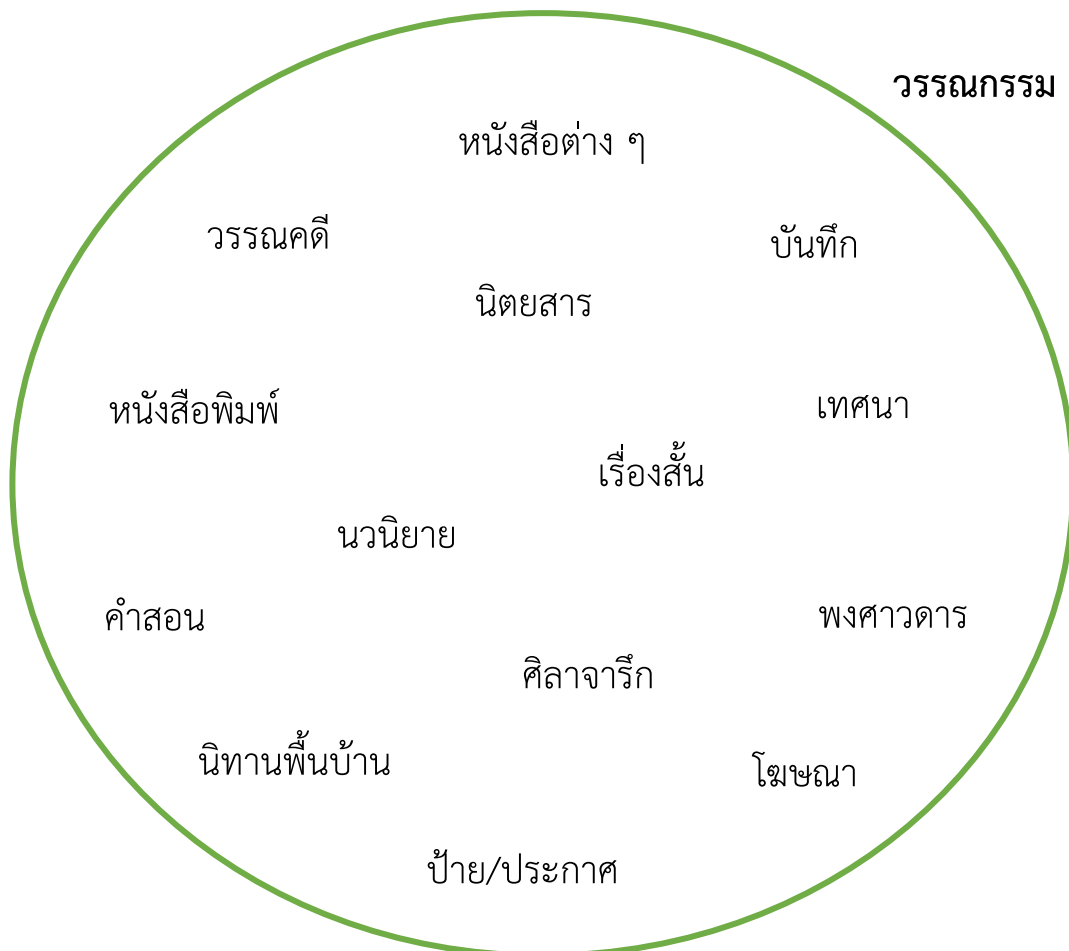 วรรณกรรม
หนังสือต่าง ๆ
วรรณคดี
บันทึก
นิตยสาร
หนังสือพิมพ์
เทศนา
เรื่องสั้น
นวนิยาย
คำสอน
พงศาวดาร
ศิลาจารึก
นิทานพื้นบ้าน
โฆษณา
ป้าย/ประกาศ